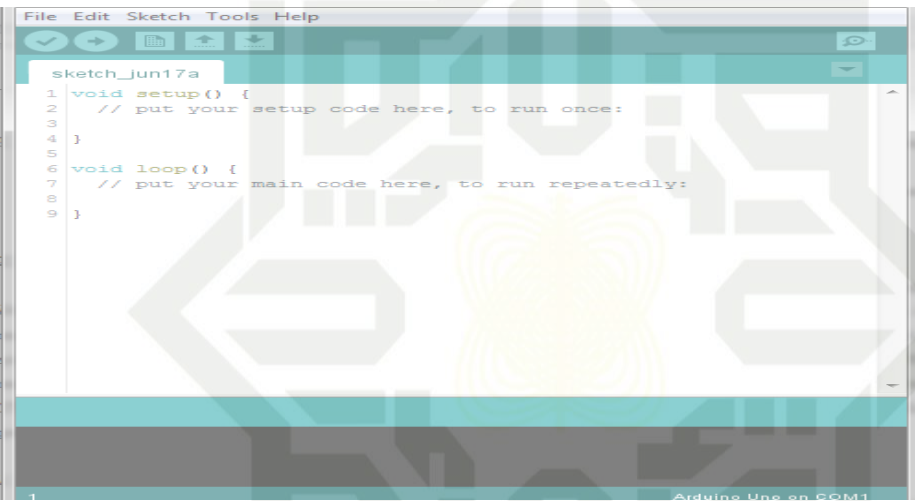 File Edit Sketch Tools Help
sketch_jun17a
1 void setup() {
2 // put your setup code here, to run once:
3
4 }
5
6 void loop() {
7 // put your main code here, to run repeatedly:
8
9 }
1 Arduino Uno on COM1